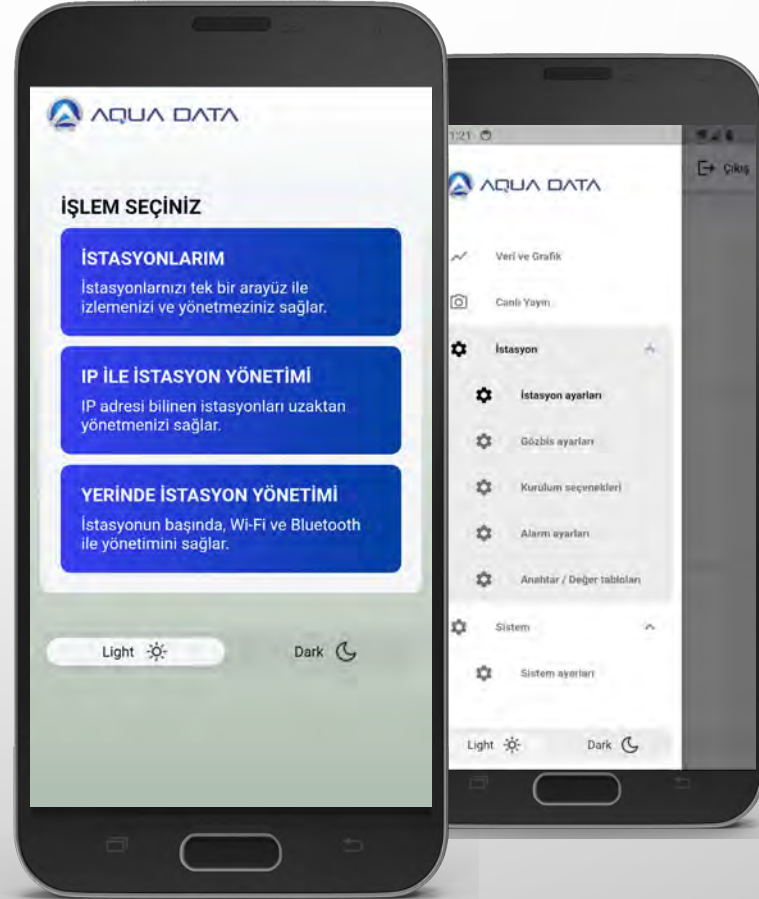 AQUA DATA
İŞLEM SEÇİNİZ
İSTASYONLARIM
İstasyonlarnızı tek bir arayüz ile
izlemenizi ve yönetmeziniz sağlar.
IP İLE İSTASYON YÖNETİMİ
IP adresi bilinen istasyonları uzaktan
yönetmenizi sağlar.
YERİNDE İSTASYON YÖNETİMİ
İstasyonun başında, Wi-Fi ve Bluetooth
ile yönetimini sağlar.
Light
Dark
1:21
Çıkış
AQUA DATA
Veri ve Grafik
Canlı Yayın
İstasyon
İstasyon ayarları
Gözbis ayarları
Kurulum seçenekleri
Alarm ayarları
Anahtar / Değer tabloları
Sistem
Sistem ayarları
Light
Dark